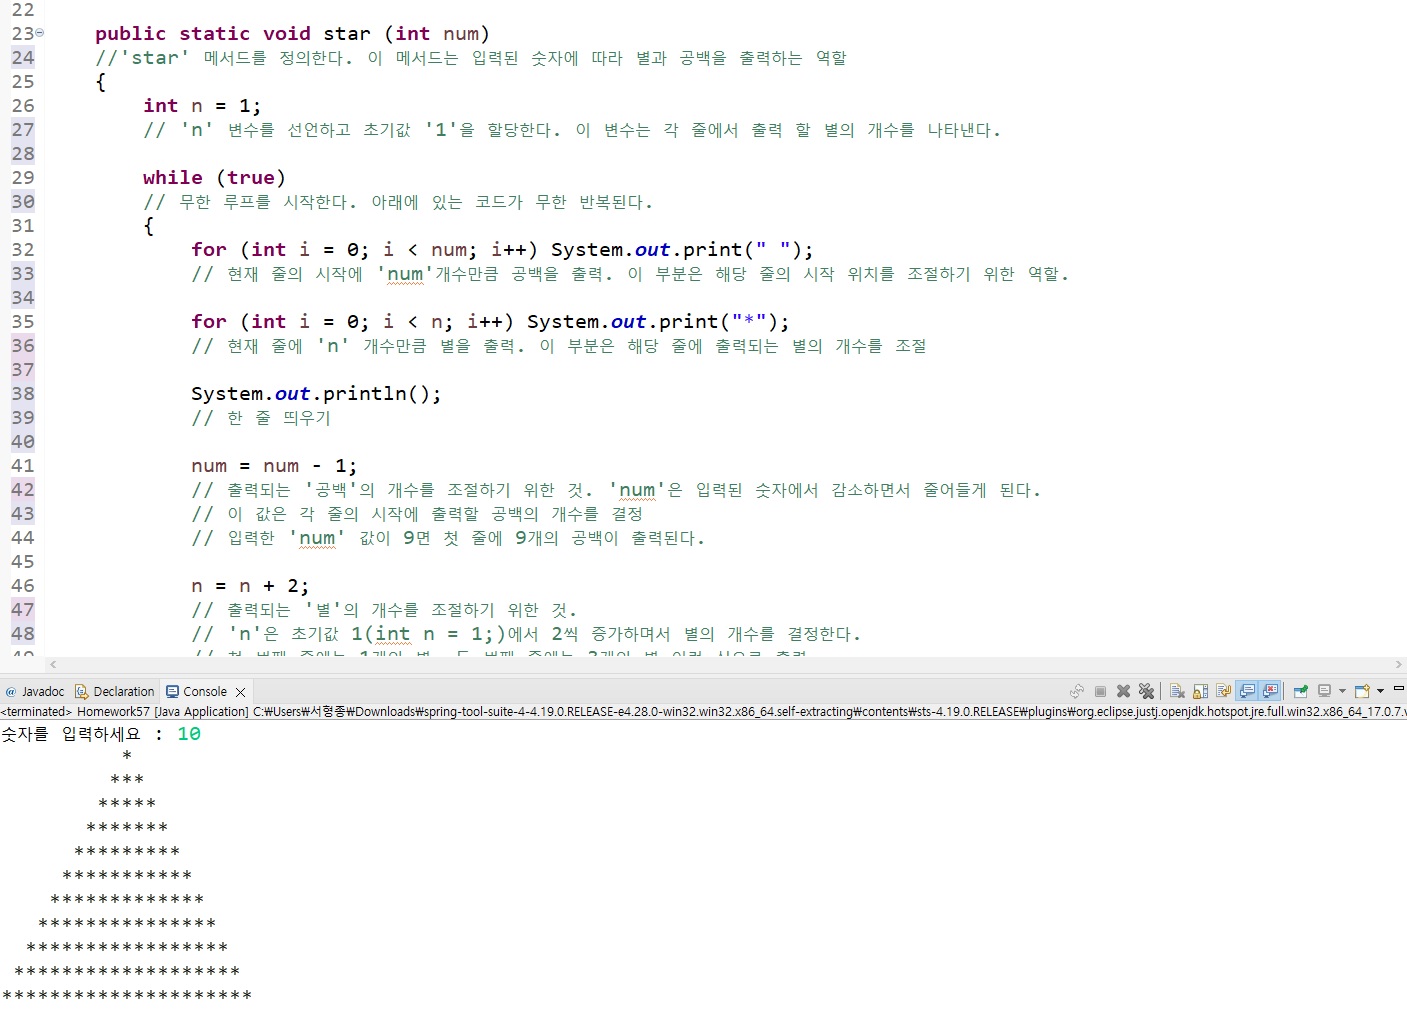 22
23 public static void star (int num)
24 //'star' 메서드를 정의한다. 이 메서드는 입력된 숫자에 따라 별과 공백을 출력하는 역할
25 {
26 int n = 1;
27 // 'n' 변수를 선언하고 초기값 '1'을 할당한다. 이 변수는 각 줄에서 출력 할 별의 개수를 나타낸다.
28
29 while (true)
30 // 무한 루프를 시작한다. 아래에 있는 코드가 무한 반복된다.
31 {
32 for (int i = 0; i < num; i++) System.out.print(" ");
33 // 현재 줄의 시작에 'num'개수만큼 공백을 출력. 이 부분은 해당 줄의 시작 위치를 조절하기 위한 역할.
34
35 for (int i = 0; i < n; i++) System.out.print("*");
36 // 현재 줄에 'n' 개수만큼 별을 출력. 이 부분은 해당 줄에 출력되는 별의 개수를 조절
37
38 System.out.println();
39 // 한 줄 띄우기
40
41 num = num - 1;
42 // 출력되는 '공백'의 개수를 조절하기 위한 것. 'num'은 입력된 숫자에서 감소하면서 줄어들게 된다.
43 // 이 값은 각 줄의 시작에 출력할 공백의 개수를 결정
44 // 입력한 'num' 값이 9면 첫 줄에 9개의 공백이 출력된다.
45
46 n = n + 2;
47 // 출력되는 '별'의 개수를 조절하기 위한 것.
48 // 'n'은 초기값 1(int n = 1;)에서 2씩 증가하며서 별의 개수를 결정한다.
49
@ Javadoc Declaration Console
<terminated> Homework57 [Java Application] C:₩Users₩서형종₩Downloads₩spring-tool-suite-4-4.19.0.RELEASE-e4.28.0-win32.win32.x86_64.self-extracting₩contents₩sts-4.19.0.RELEASE₩plugins₩org.eclipse.justj.openjdk.hotspot.jre.full.win32.x86_64_17.0.7.v
숫자를 입력하세요 : 10
*
***
*****
*******
*********
***********
*************
***************
*****************
*******************
*********************